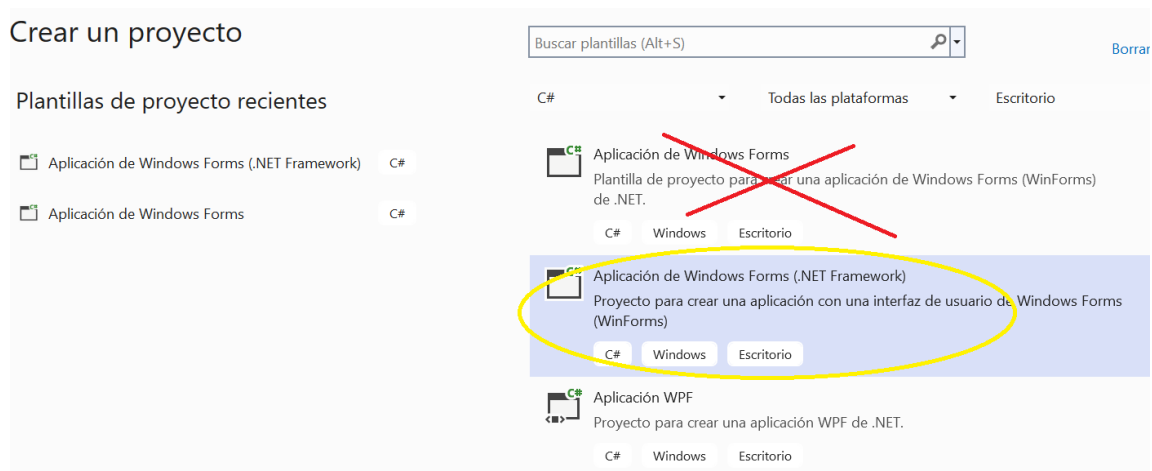 Crear un proyecto
Buscar plantillas (Alt+S)
Borrar
Plantillas de proyecto recientes
C#
Todas las plataformas
Escritorio
Aplicación de Windows Forms (.NET Framework)
C#
Aplicación de Windows Forms
C#
C#
Aplicación de Windows Forms
Plantilla de proyecto para crear una aplicación de Windows Forms (WinForms)
de .NET.
C# Windows Escritorio
C#
Aplicación de Windows Forms (.NET Framework)
Proyecto para crear una aplicación con una interfaz de usuario de Windows Forms
(WinForms)
C# Windows Escritorio
C#
Aplicación WPF
Proyecto para crear una aplicación WPF de .NET.
C# Windows Escritorio